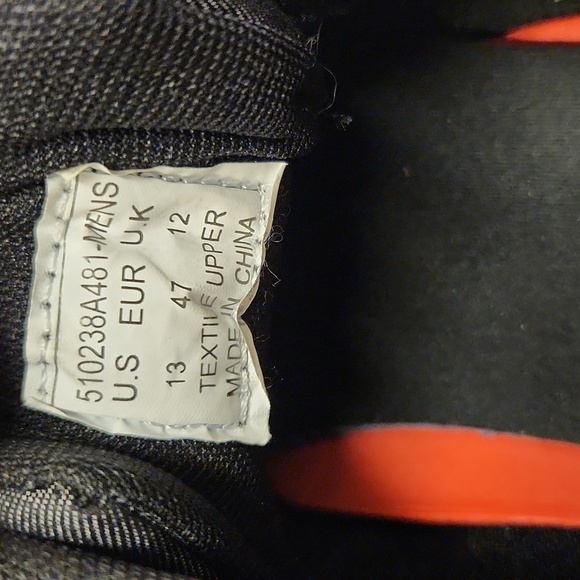 510238A481-MENS
U.S EUR U.K
13 47 12
TEXTILE UPPER
MADE IN CHINA